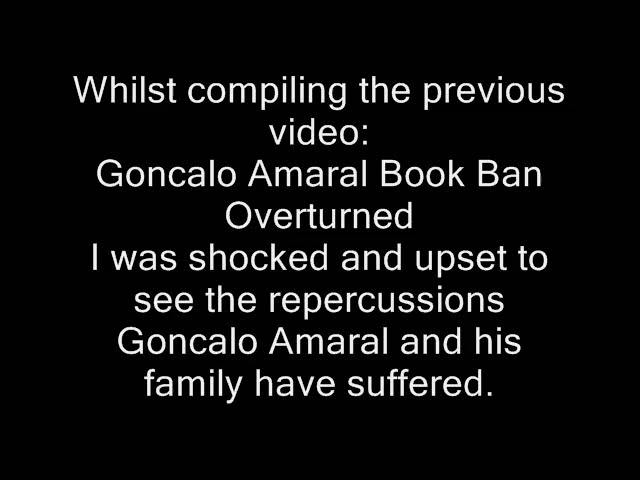 Whilst compiling the previous
video:
Goncalo Amaral Book Ban
Overturned
I was shocked and upset to
see the repercussions
Goncalo Amaral and his
family have suffered.